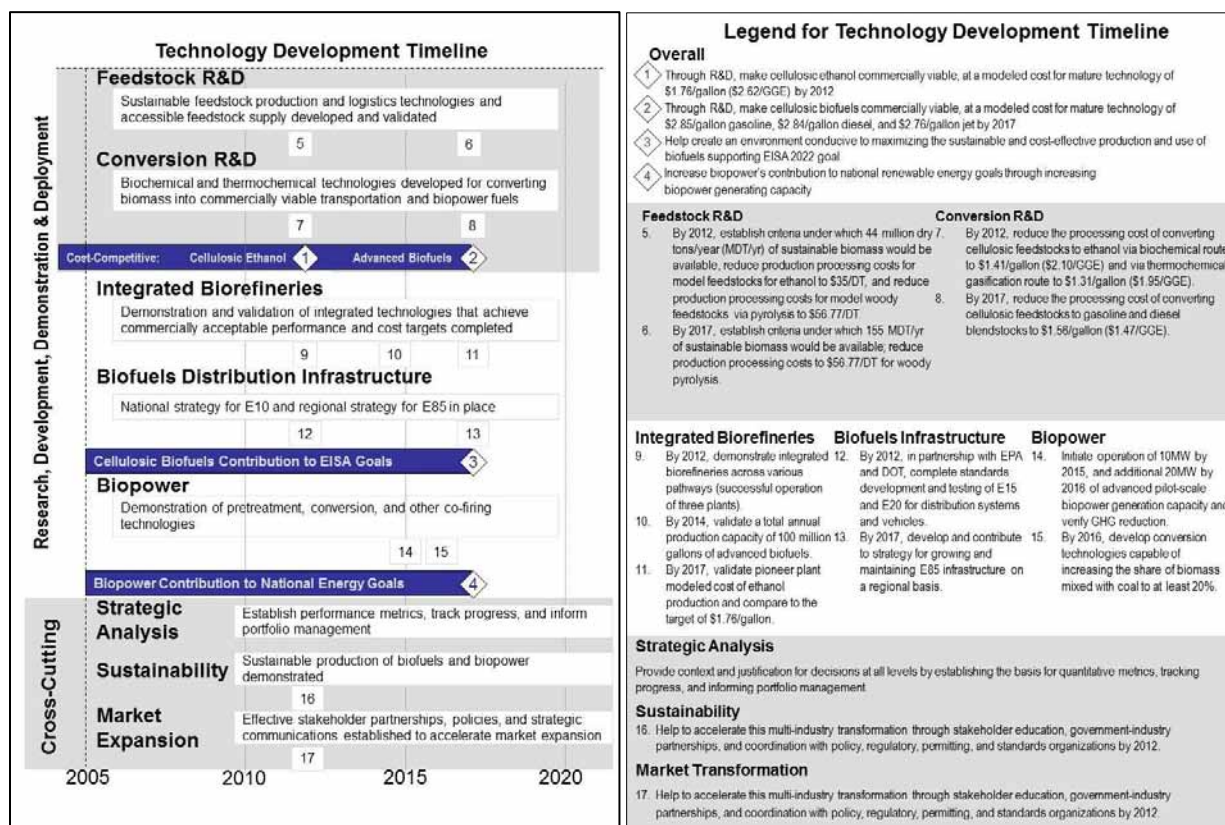 Technology Development Timeline
Research, Development, Demonstration & Deployment
Feedstock R&D
Sustainable feedstock production and logistics technologies and
accessible feedstock supply developed and validated
5 6
Conversion R&D
Biochemical and thermochemical technologies developed for converting
biomass into commercially viable transportation and biopower fuels
7 8
Cost-Competitive: Cellulosic Ethanol 1 Advanced Biofuels 2
Integrated Biorefineries
Demonstration and validation of integrated technologies that achieve
commercially acceptable performance and cost targets completed
9 10 11
Biofuels Distribution Infrastructure
National strategy for E10 and regional strategy for E85 in place
12 13
Cellulosic Biofuels Contribution to EISA Goals 3
Biopower
Demonstration of pretreatment, conversion, and other co-firing
technologies
14 15
Biopower Contribution to National Energy Goals 4
Cross-Cutting
Strategic
Analysis
Establish performance metrics, track progress, and inform
portfolio management
Sustainability
Sustainable production of biofuels and biopower
demonstrated
16
Market
Expansion
Effective stakeholder partnerships, policies, and strategic
communications established to accelerate market expansion
17
2005 2010 2015 2020
Legend for Technology Development Timeline
Overall
1 Through R&D, make cellulosic ethanol commercially viable, at a modeled cost for mature technology of
$1.76/gallon ($2.62/GGE) by 2012
2 Through R&D, make cellulosic biofuels commercially viable, at a modeled cost for mature technology of
$2.85/gallon gasoline, $2.84/gallon diesel, and $2.76/gallon jet by 2017
3 Help create an environment conducive to maximizing the sustainable and cost-effective production and use of
biofuels supporting EISA 2022 goal
4 Increase biopower's contribution to national renewable energy goals through increasing
biopower generating capacity
Feedstock R&D
5. By 2012, establish criteria under which 44 million dry
tons/year (MDT/yr) of sustainable biomass would be
available, reduce production processing costs for
model feedstocks for ethanol to $35/DT, and reduce
production processing costs for model woody
feedstocks via pyrolysis to $56.77/DT.
6. By 2017, establish criteria under which 155 MDT/yr
of sustainable biomass would be available; reduce
production processing costs to $56.77/DT for woody
pyrolysis.
Conversion R&D
7. By 2012, reduce the processing cost of converting
cellulosic feedstocks to ethanol via biochemical route
to $1.41/gallon ($2.10/GGE) and via thermochemical
gasification route to $1.31/gallon ($1.95/GGE).
8. By 2017, reduce the processing cost of converting
cellulosic feedstocks to gasoline and diesel
blendstocks to $1.56/gallon ($1.47/GGE).
Integrated Biorefineries
9. By 2012, demonstrate integrated
biorefineries across various
pathways (successful operation
of three plants).
10. By 2014, validate a total annual
production capacity of 100 million
gallons of advanced biofuels.
11. By 2017, validate pioneer plant
modeled cost of ethanol
production and compare to the
target of $1.76/gallon.
Biofuels Infrastructure
12. By 2012, in partnership with EPA
and DOT, complete standards
development and testing of E15
and E20 for distribution systems
and vehicles.
13. By 2017, develop and contribute
to strategy for growing and
maintaining E85 infrastructure on
a regional basis.
Biopower
14. Initiate operation of 10MW by
2015, and additional 20MW by
2016 of advanced pilot-scale
biopower generation capacity and
verify GHG reduction.
15. By 2016, develop conversion
technologies capable of
increasing the share of biomass
mixed with coal to at least 20%.
Strategic Analysis
Provide context and justification for decisions at all levels by establishing the basis for quantitative metrics, tracking
progress, and informing portfolio management
Sustainability
16. Help to accelerate this multi-industry transformation through stakeholder education, government-industry
partnerships, and coordination with policy, regulatory, permitting, and standards organizations by 2012.
Market Transformation
17. Help to accelerate this multi-industry transformation through stakeholder education, government-industry
partnerships, and coordination with policy, regulatory, permitting, and standards organizations by 2012.